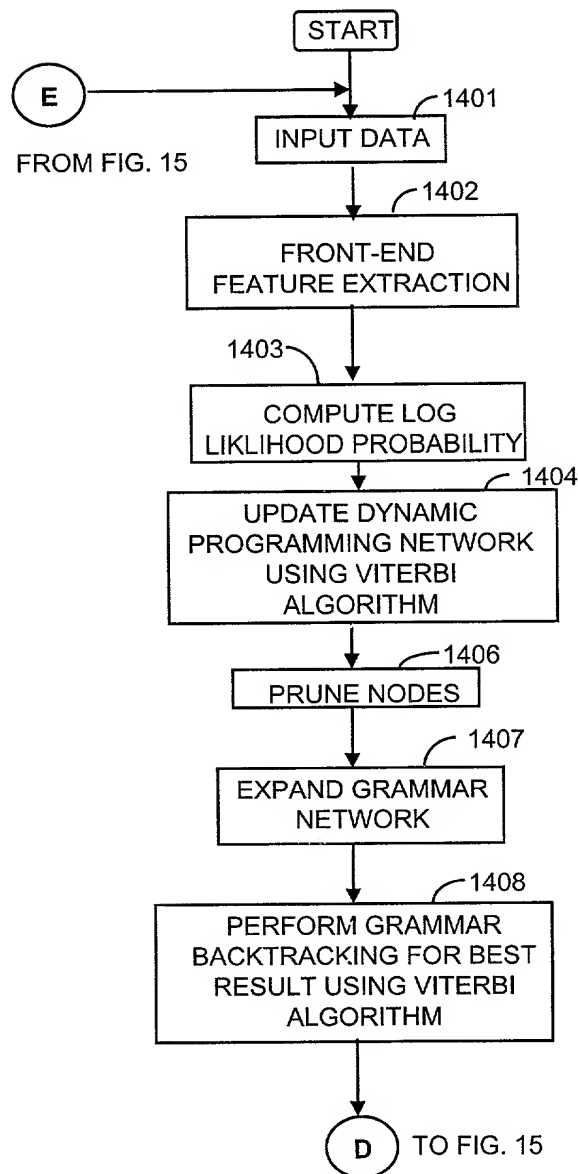 START
E
1401
INPUT DATA
FROM FIG. 15
1402
FRONT-END
FEATURE EXTRACTION
1403
COMPUTE LOG
LIKLIHOOD PROBABILITY
1404
UPDATE DYNAMIC
PROGRAMMING NETWORK
USING VITERBI
ALGORITHM
1406
PRUNE NODES
1407
EXPAND GRAMMAR
NETWORK
1408
PERFORM GRAMMAR
BACKTRACKING FOR BEST
RESULT USING VITERBI
ALGORITHM
D
TO FIG. 15